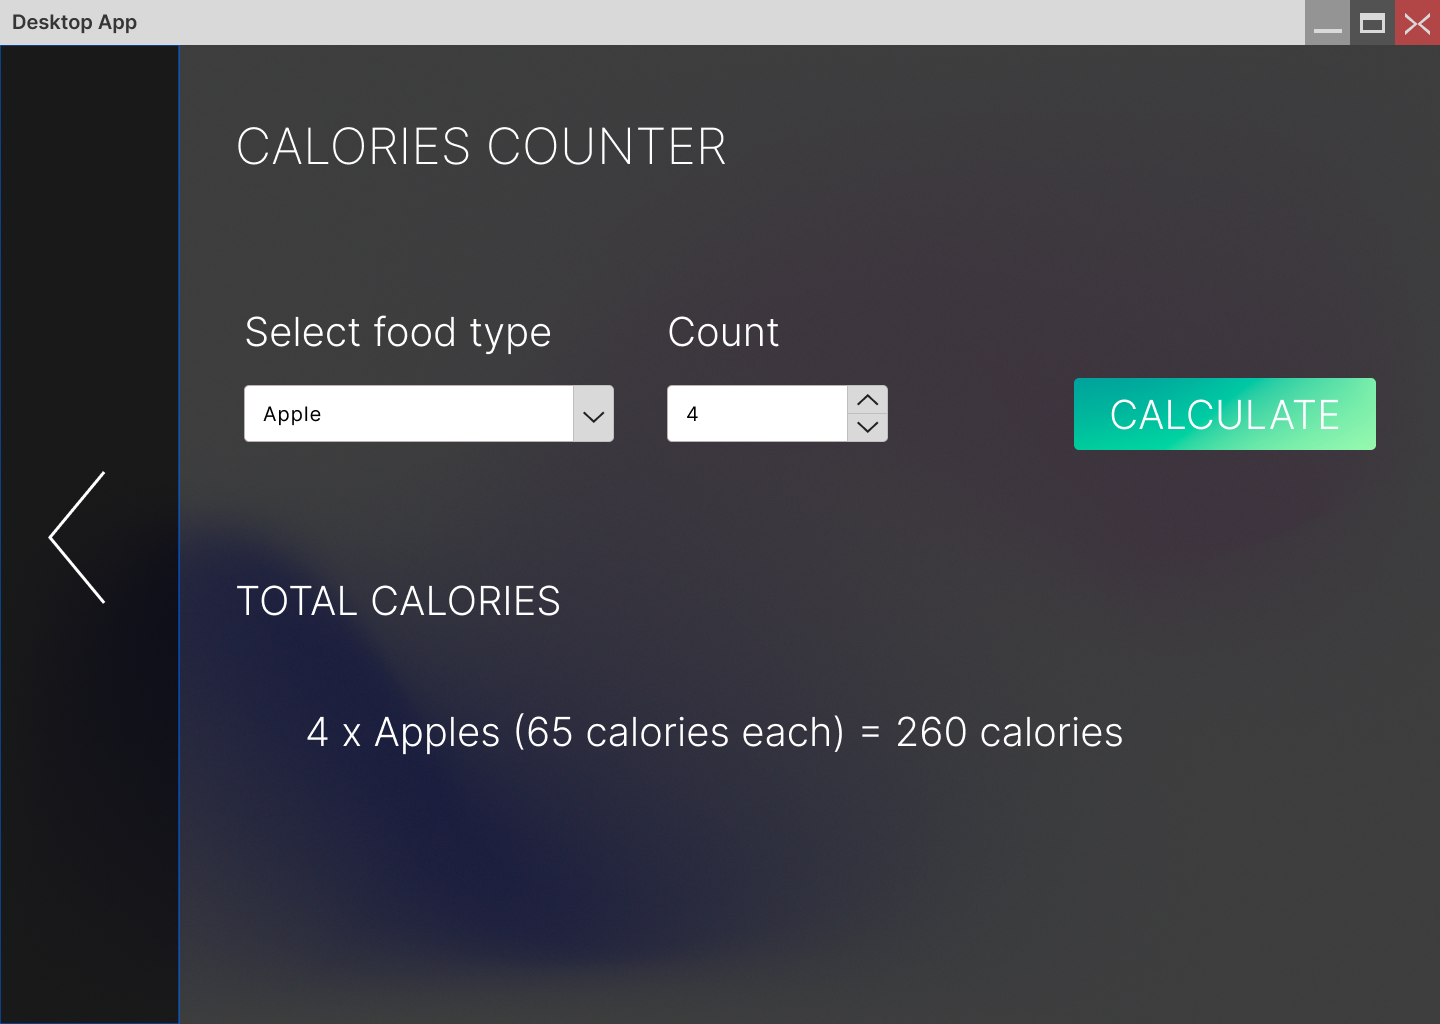 Desktop App
CALORIES COUNTER
Select food type
Count
Apple
4
CALCULATE
TOTAL CALORIES
4 x Apples (65 calories each) = 260 calories